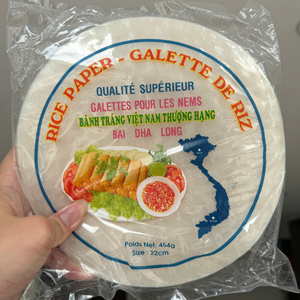 RICE PAPER - GALETTE DE RIZ
QUALITÉ SUPÉRIEUR
GALETTES POUR LES NEMS
BÁNH TRÁNG VIỆT NAM THƯỢNG HẠNG
BAI DHA LONG
Poids Net: 454g
Size : 22cm